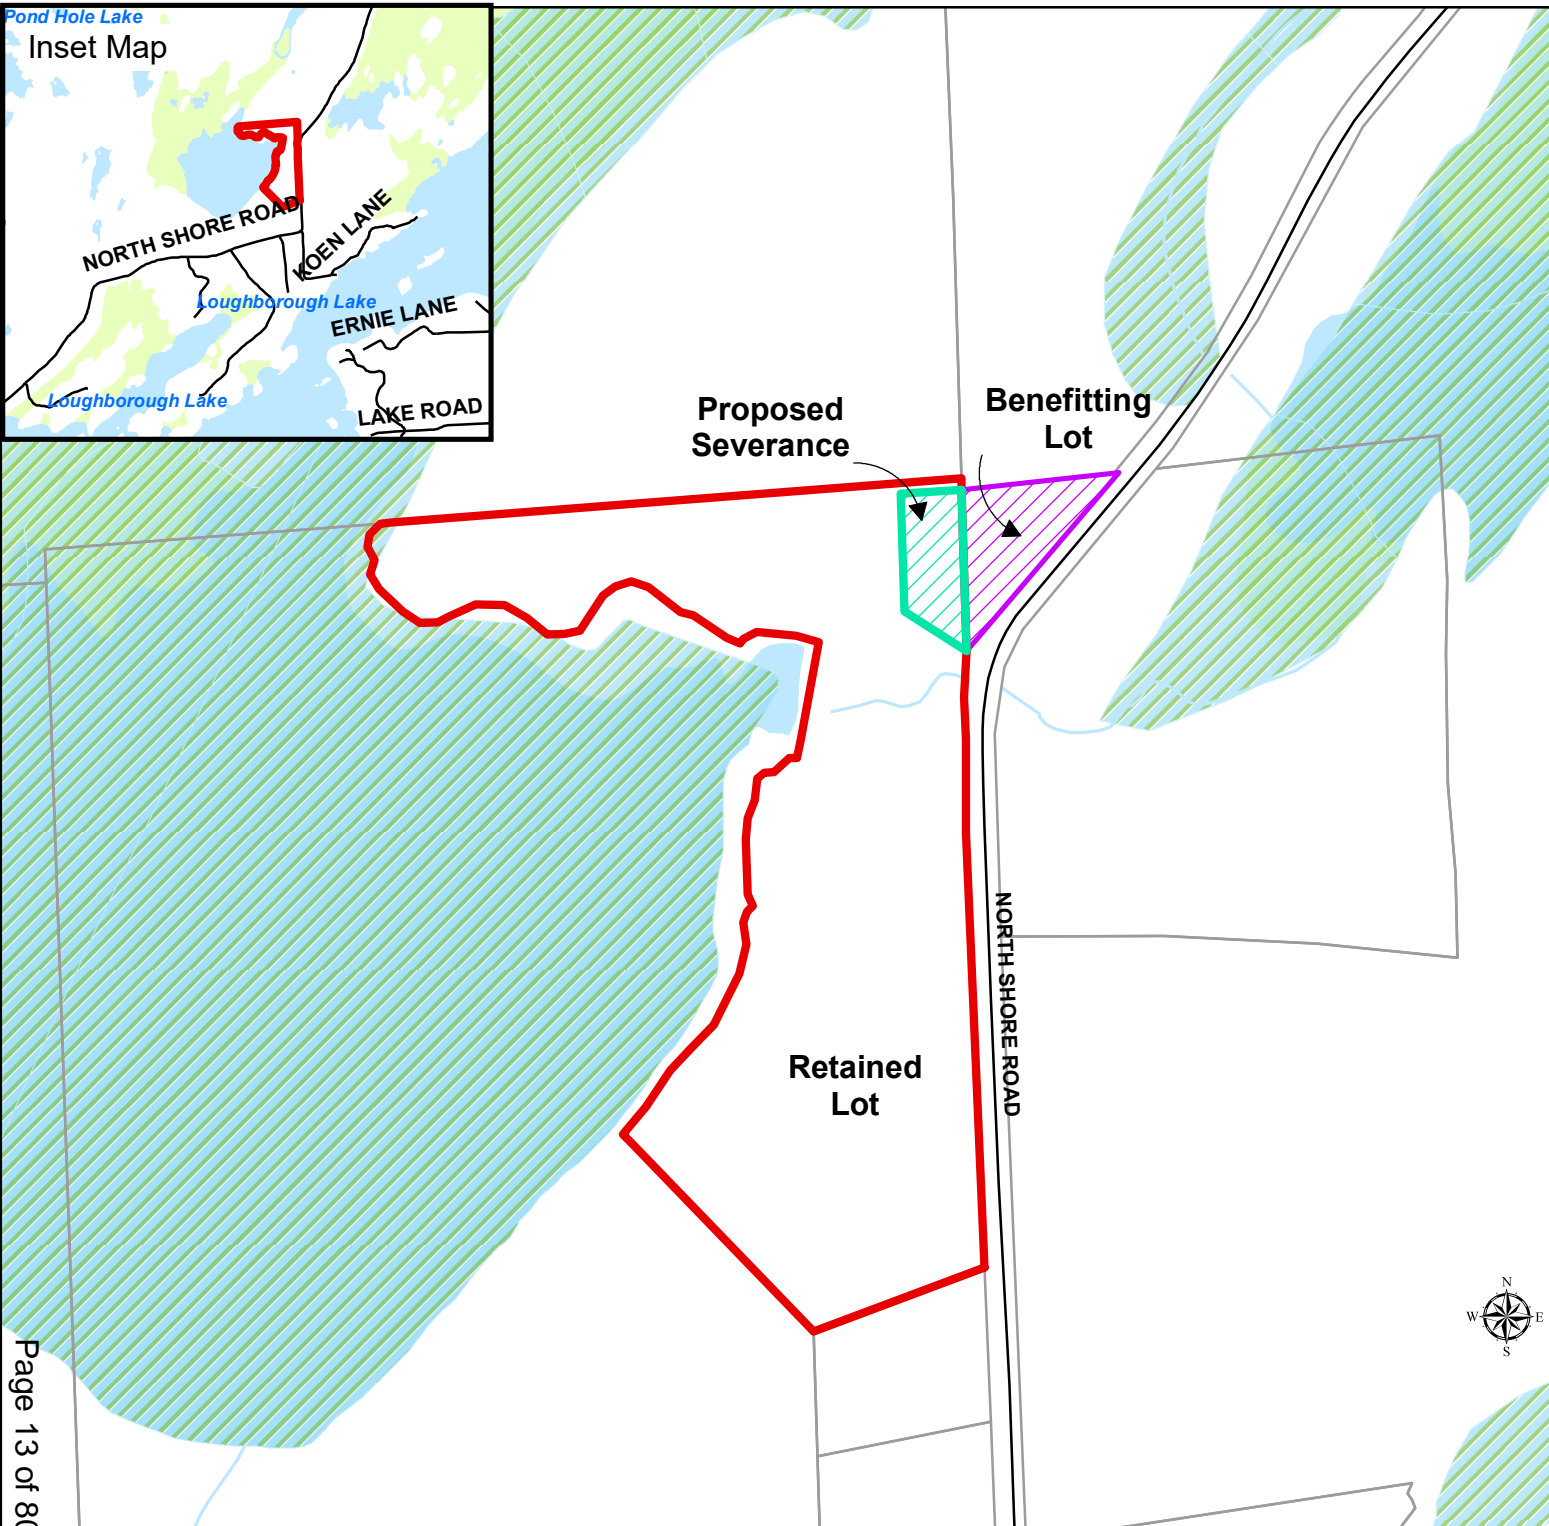 Pond Hole Lake
Inset Map
NORTH SHORE ROAD
KOEN LANE
Loughborough Lake
ERNIE LANE
Loughborough Lake
LAKE ROAD
Proposed
Severance
Benefitting
Lot
NORTH SHORE ROAD
Retained
Lot
N
W
E
S
Page 13 of 80